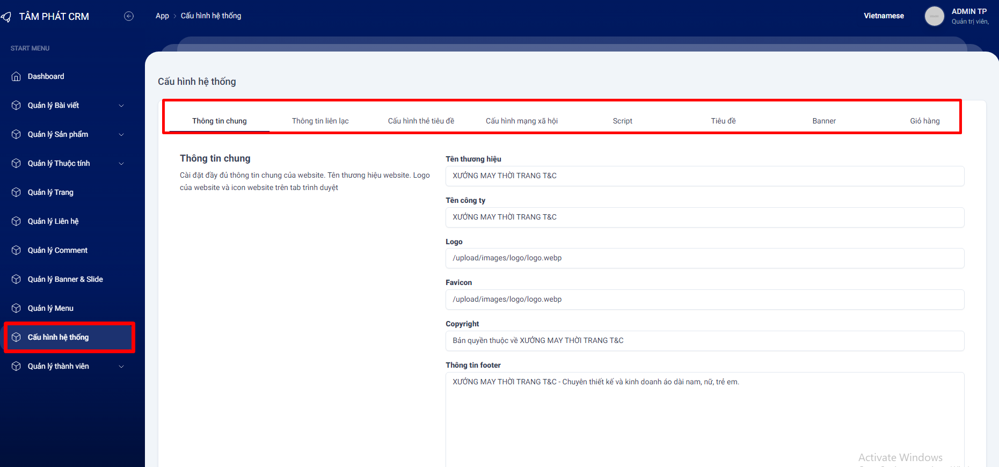 TÂM PHÁT CRM
App > Cấu hình hệ thống
Vietnamese
ADMIN TP
Quản trị viên,
START MENU
Dashboard
Quản lý Bài viết
Quản lý Sản phẩm
Quản lý Thuộc tính
Quản lý Trang
Quản lý Liên hệ
Quản lý Comment
Quản lý Banner & Slide
Quản lý Menu
Cấu hình hệ thống
Quản lý thành viên
Cấu hình hệ thống
Thông tin chung
Thông tin liên lạc
Cấu hình thẻ tiêu đề
Cấu hình mạng xã hội
Script
Tiêu đề
Banner
Giỏ hàng
Thông tin chung
Cài đặt đầy đủ thông tin chung của website. Tên thương hiệu website. Logo
của website và icon website trên tab trình duyệt
Tên thương hiệu
XƯỞNG MAY THỜI TRANG T&C
Tên công ty
XƯỞNG MAY THỜI TRANG T&C
Logo
/upload/images/logo/logo.webp
Favicon
/upload/images/logo/logo.webp
Copyright
Bản quyền thuộc về XƯỞNG MAY THỜI TRANG T&C
Thông tin footer
XƯỞNG MAY THỜI TRANG T&C - Chuyên thiết kế và kinh doanh áo dài nam, nữ, trẻ em.
Activate Windows